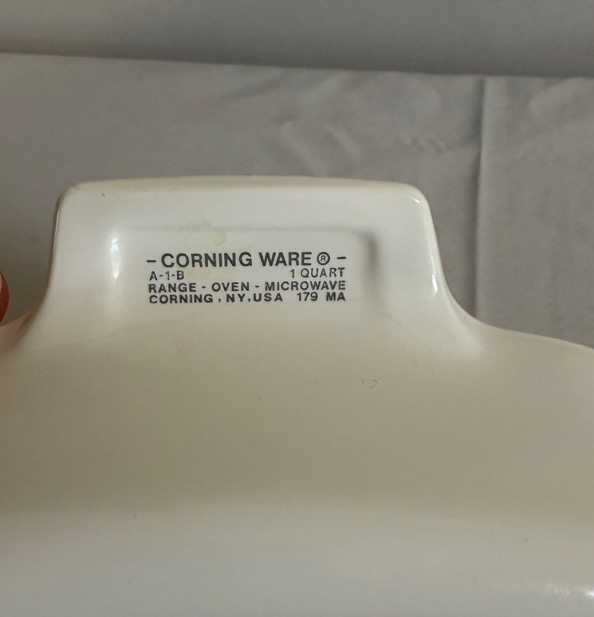 - CORNING WARE ® -
A-1-B 1 QUART
RANGE - OVEN - MICROWAVE
CORNING, NY, USA 179 MA